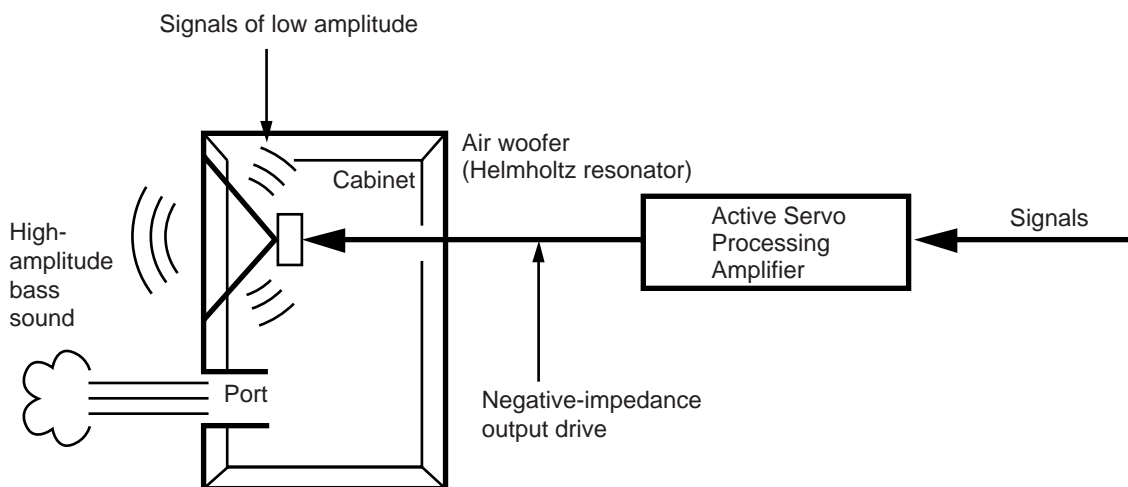 Signals of low amplitude
Air woofer
(Helmholtz resonator)
Cabinet
High-
amplitude
bass
sound
Active Servo
Processing
Amplifier
Signals
Port
Negative-impedance
output drive